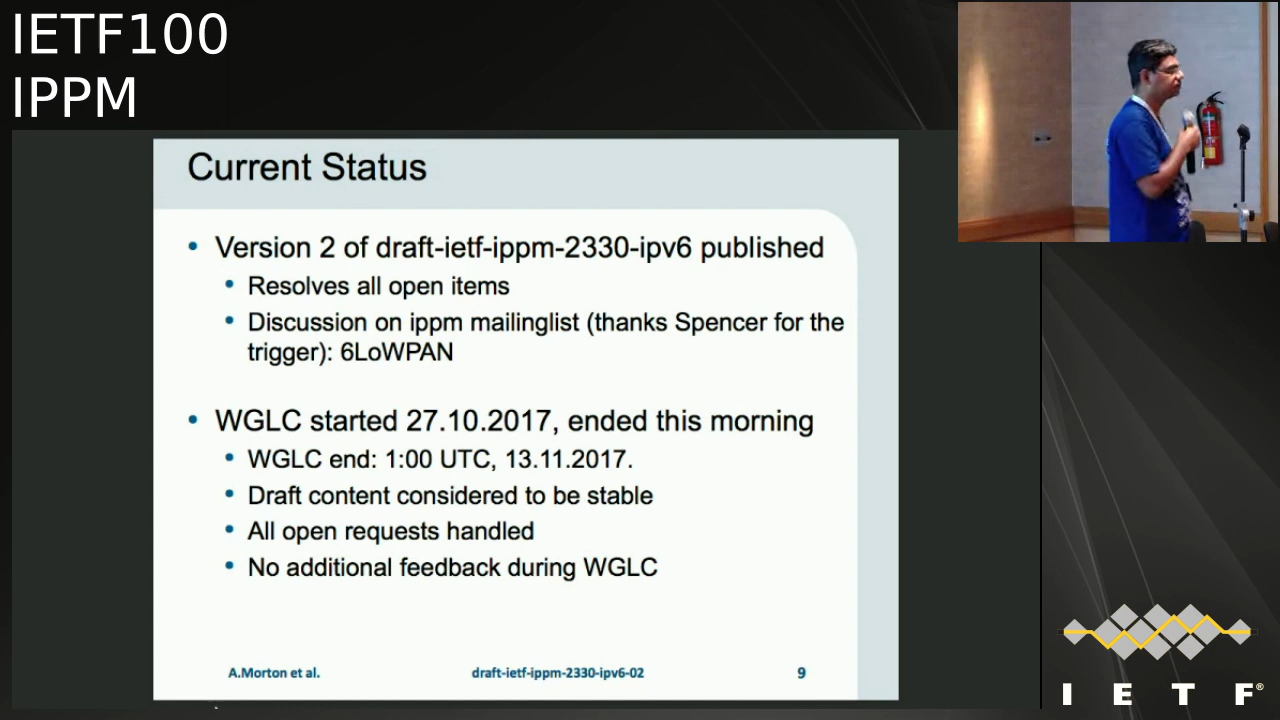 IETF100
IPPM
Current Status
• Version 2 of draft-ietf-ippm-2330-ipv6 published
• Resolves all open items
• Discussion on ippm mailinglist (thanks Spencer for the
trigger): 6LoWPAN
• WGLC started 27.10.2017, ended this morning
• WGLC end: 1:00 UTC, 13.11.2017.
• Draft content considered to be stable
• All open requests handled
• No additional feedback during WGLC
A.Morton et al.
draft-ietf-ippm-2330-ipv6-02
9
I E T F®